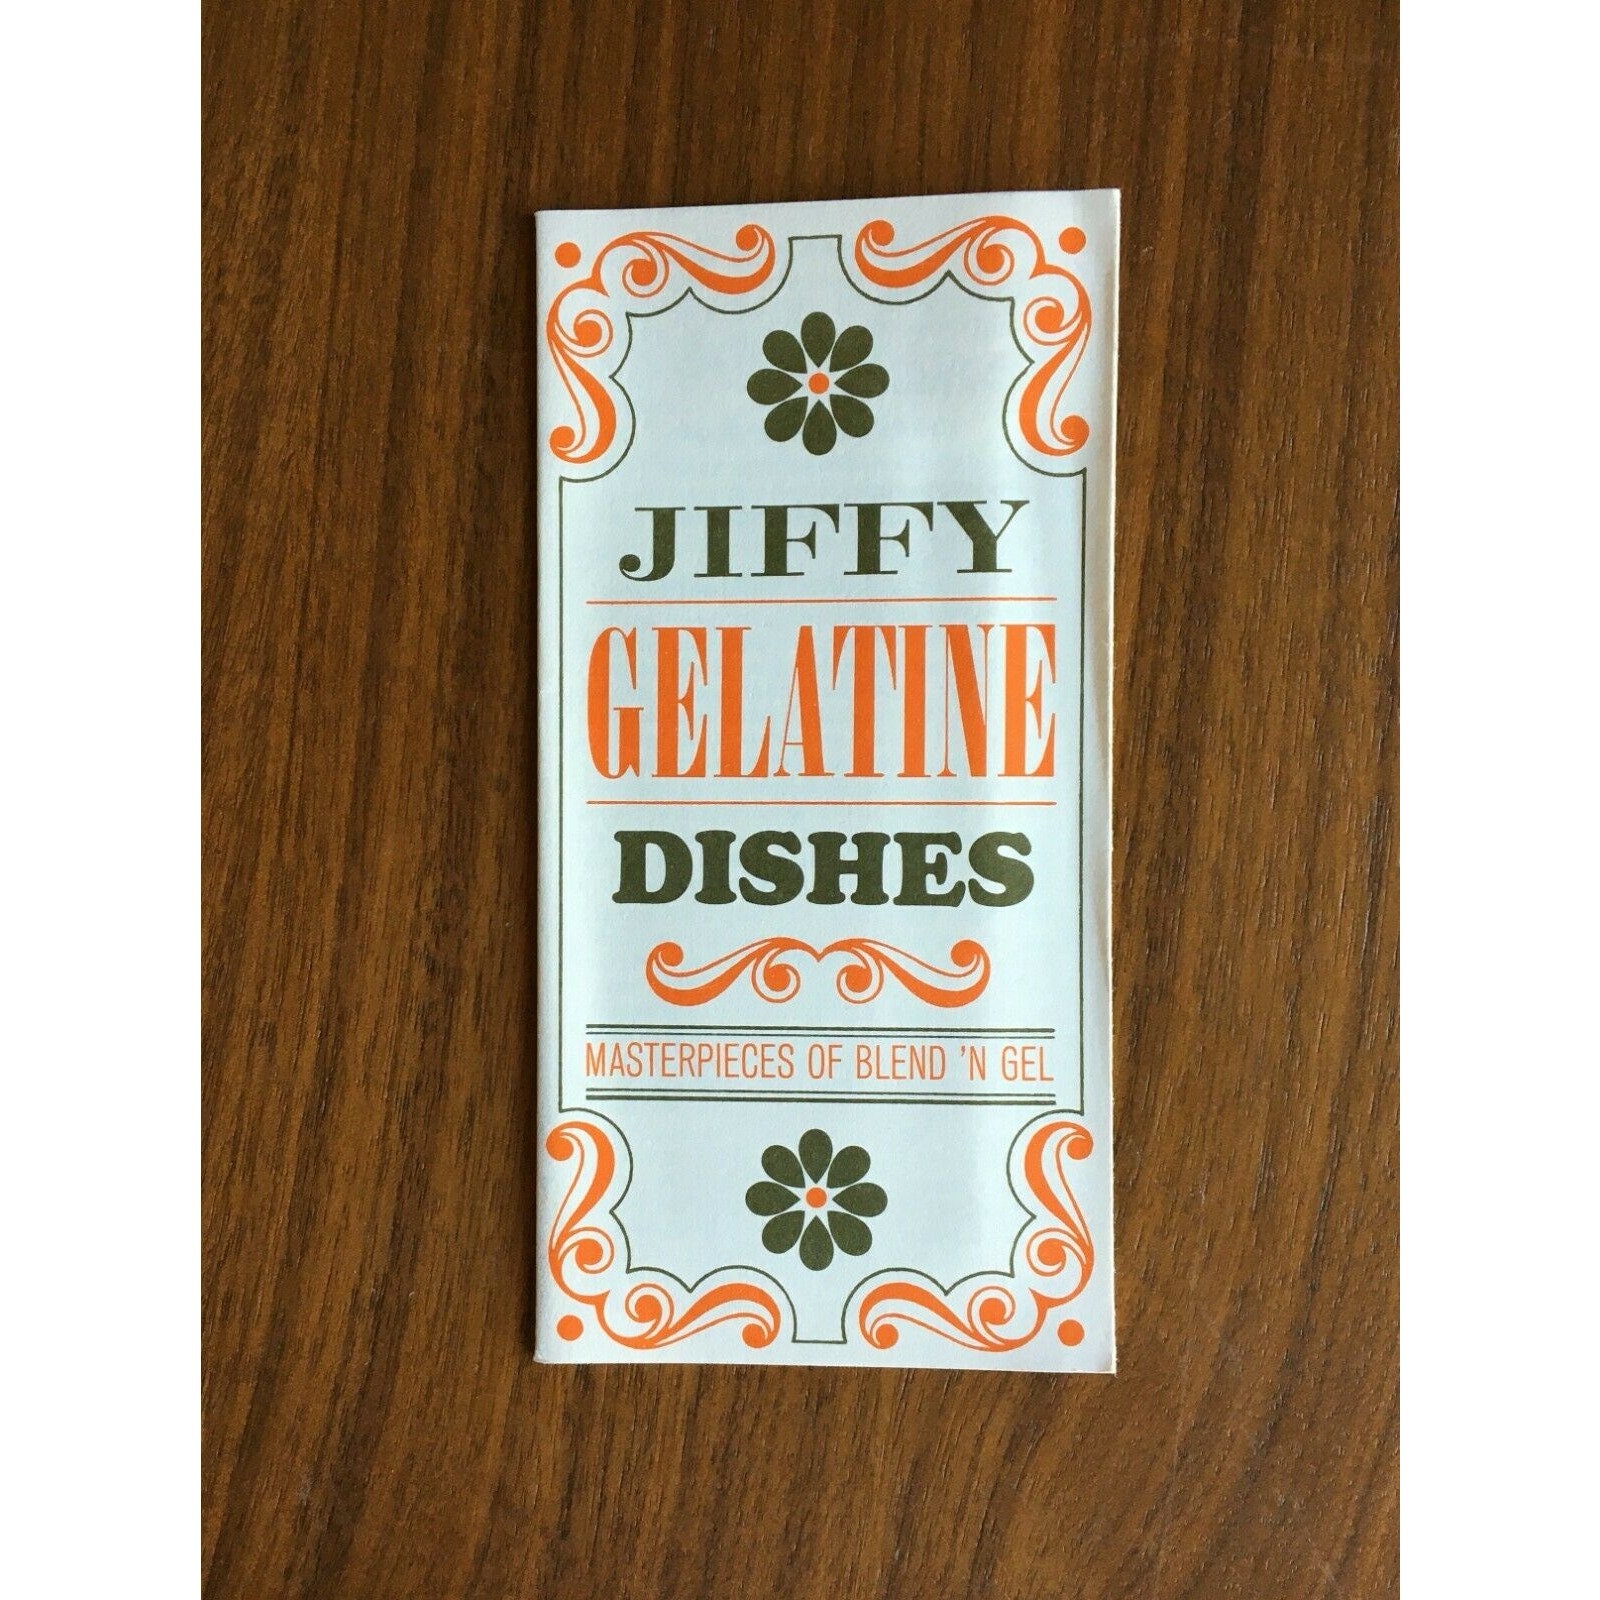 JIFFY
GELATINE
DISHES
MASTERPIECES OF BLEND 'N GEL